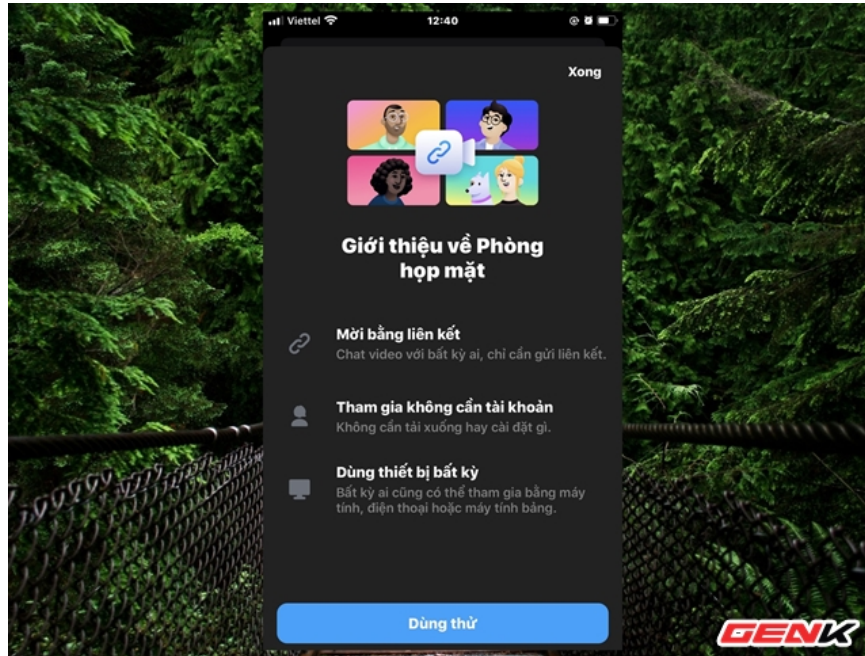 Viettel
12:40
Xong
Giới thiệu về Phòng
họp mặt
Mời bằng liên kết
Chat video với bất kỳ ai, chỉ cần gửi liên kết.
Tham gia không cần tài khoản
Không cần tải xuống hay cài đặt gì.
Dùng thiết bị bất kỳ
Bất kỳ ai cũng có thể tham gia bằng máy
tính, điện thoại hoặc máy tính bảng.
Dùng thử
GENK